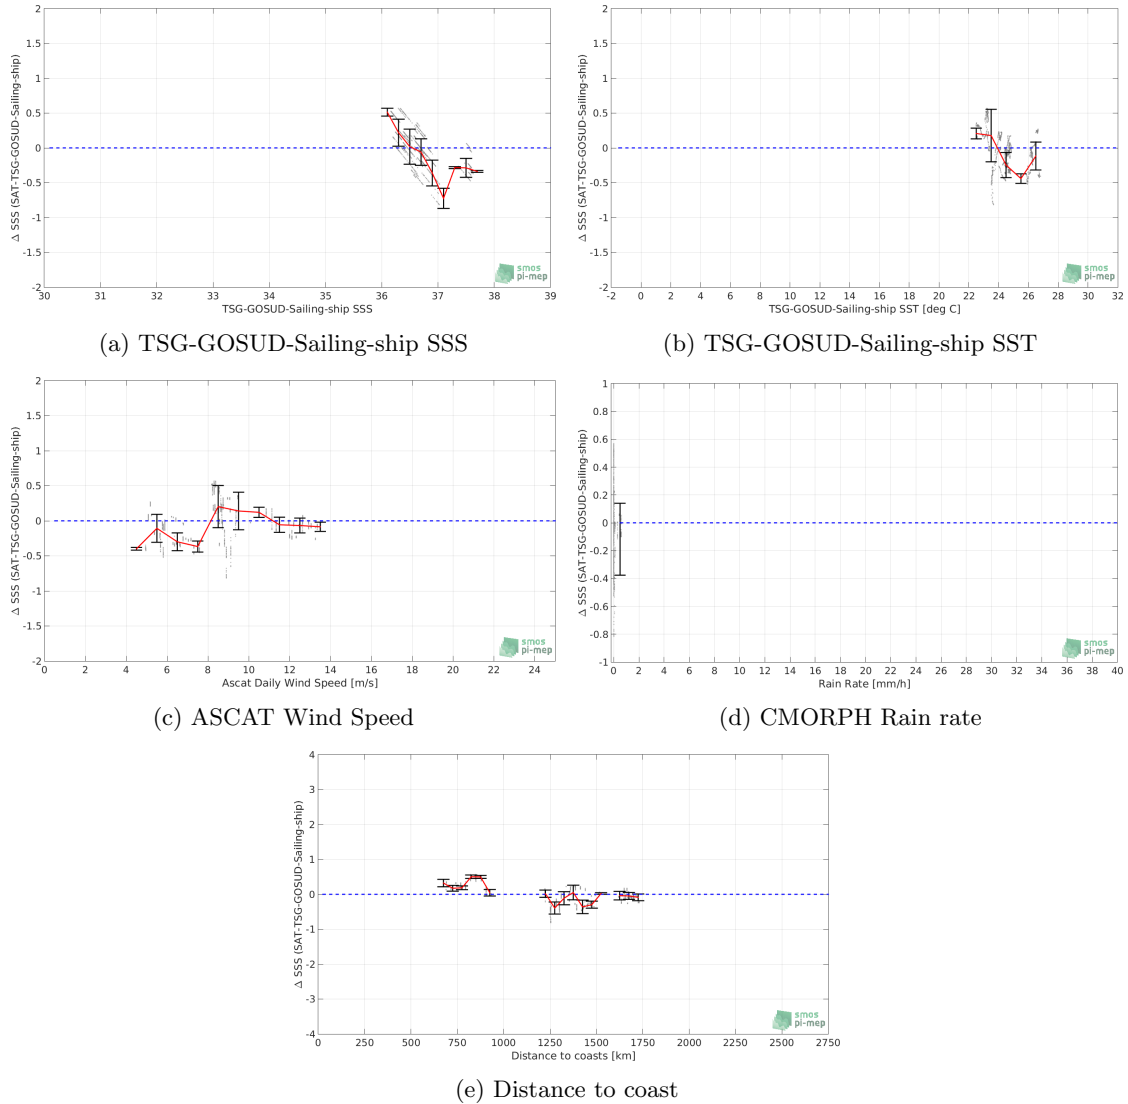 2
1.5
1
0.5
0
-0.5
-1
-1.5
-2
Δ SSS (SAT-TSG-GOSUD-Sailing-ship)
30 31 32 33 34 35 36 37 38 39
TSG-GOSUD-Sailing-ship SSS
smos
pi-mep
(a) TSG-GOSUD-Sailing-ship SSS
2
1.5
1
0.5
0
-0.5
-1
-1.5
-2
Δ SSS (SAT-TSG-GOSUD-Sailing-ship)
-2 0 2 4 6 8 10 12 14 16 18 20 22 24 26 28 30 32
TSG-GOSUD-Sailing-ship SST [deg C]
smos
pi-mep
(b) TSG-GOSUD-Sailing-ship SST
2
1.5
1
0.5
0
-0.5
-1
-1.5
-2
Δ SSS (SAT-TSG-GOSUD-Sailing-ship)
0 2 4 6 8 10 12 14 16 18 20 22 24
Ascat Daily Wind Speed [m/s]
smos
pi-mep
(c) ASCAT Wind Speed
1
0.8
0.6
0.4
0.2
0
-0.2
-0.4
-0.6
-0.8
-1
Δ SSS (SAT-TSG-GOSUD-Sailing-ship)
0 2 4 6 8 10 12 14 16 18 20 22 24 26 28 30 32 34 36 38 40
Rain Rate [mm/h]
smos
pi-mep
(d) CMORPH Rain rate
4
3
2
1
0
-1
-2
-3
-4
Δ SSS (SAT-TSG-GOSUD-Sailing-ship)
0 250 500 750 1000 1250 1500 1750 2000 2250 2500 2750
Distance to coasts [km]
smos
pi-mep
(e) Distance to coast